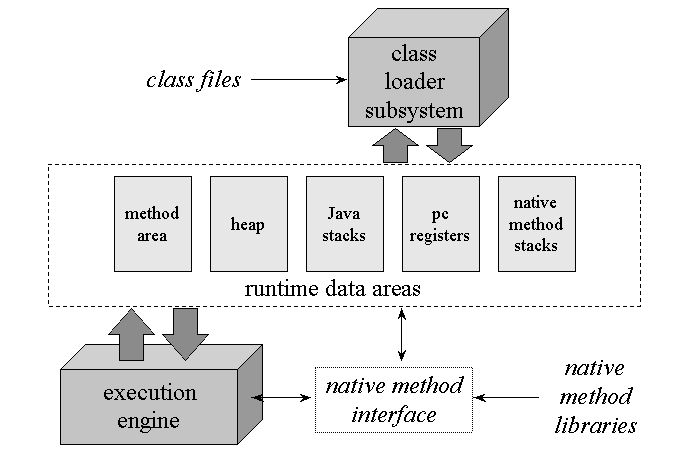 class
loader
subsystem
class files
method
area
heap
Java
stacks
pc
registers
native
method
stacks
runtime data areas
execution
engine
native method
interface
native
method
libraries